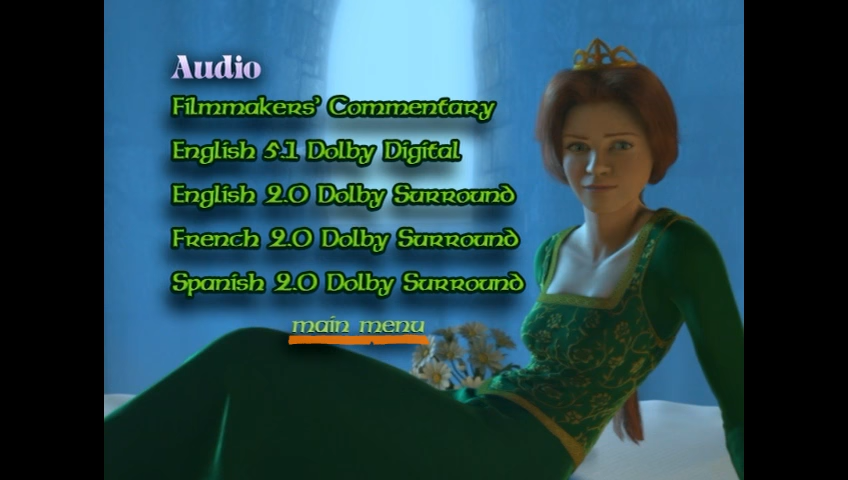 Audio
Filmmakers' Commentary
English 5.1 Dolby Digital
English 2.0 Dolby Surround
French 2.0 Dolby Surround
Spanish 2.0 Dolby Surround
main menu